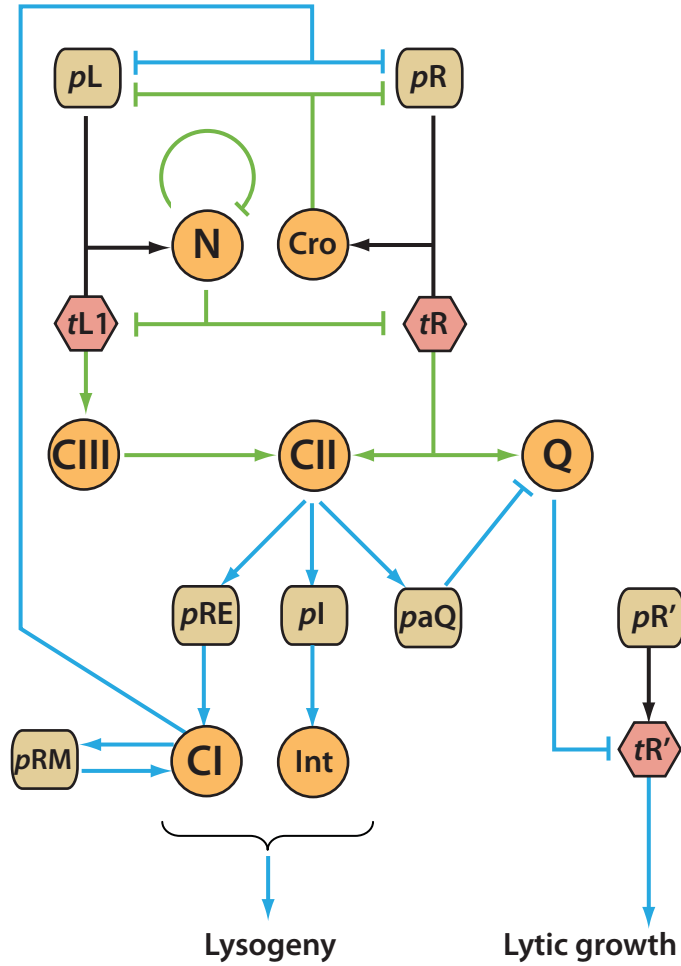 pL
pR
N
Cro
tL1
tR
CIII
CII
Q
pRE
pI
paQ
pR'
pRM
CI
Int
tR'
Lysogeny
Lytic growth